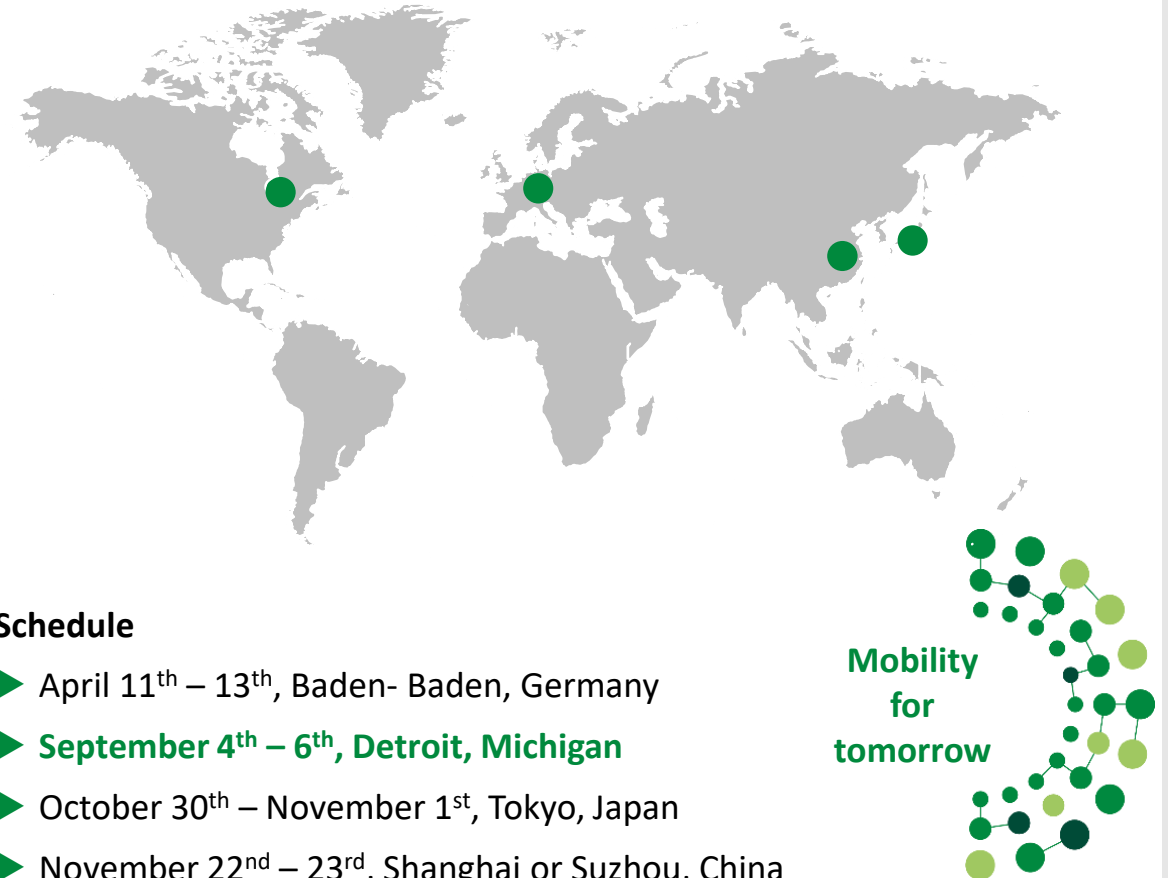 Schedule
April 11th – 13th, Baden- Baden, Germany
September 4th – 6th, Detroit, Michigan
October 30th – November 1st, Tokyo, Japan
November 22nd – 23rd, Shanghai or Suzhou, China
Mobility
for
tomorrow